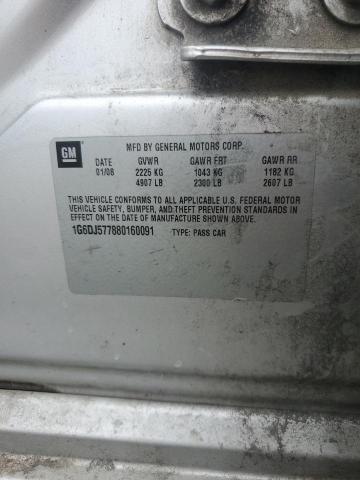 GM
MFD BY GENERAL MOTORS CORP.
DATE GVWR GAWR FRT GAWR RR
01/08 2225 KG 1043 KG 1182 KG
4907 LB 2300 LB 2607 LB
THIS VEHICLE CONFORMS TO ALL APPLICABLE U.S. FEDERAL MOTOR
VEHICLE SAFETY, BUMPER, AND THEFT PREVENTION STANDARDS IN
EFFECT ON THE DATE OF MANUFACTURE SHOWN ABOVE.
1G6DJ577880160091 TYPE: PASS CAR